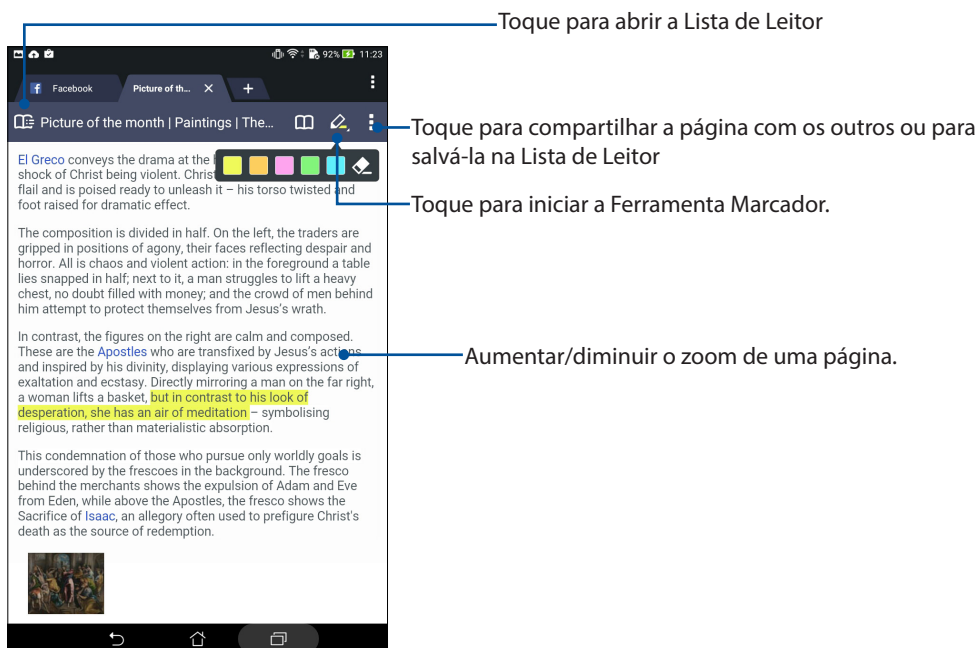 Toque para abrir a Lista de Leitor
92% 11:23
Facebook Picture of th... X +
Picture of the month | Paintings | The...
Toque para compartilhar a página com os outros ou para
salvá-la na Lista de Leitor
El Greco conveys the drama at the
shock of Christ being violent. Christ
flail and is poised ready to unleash it – his torso twisted and
foot raised for dramatic effect.
Toque para iniciar a Ferramenta Marcador.
The composition is divided in half. On the left, the traders are
gripped in positions of agony, their faces reflecting despair and
horror. All is chaos and violent action: in the foreground a table
lies snapped in half; next to it, a man struggles to lift a heavy
chest, no doubt filled with money; and the crowd of men behind
him attempt to protect themselves from Jesus's wrath.
In contrast, the figures on the right are calm and composed.
These are the Apostles who are transfixed by Jesus's actions
and inspired by his divinity, displaying various expressions of
exaltation and ecstasy. Directly mirroring a man on the far right,
a woman lifts a basket, but in contrast to his look of
desperation, she has an air of meditation – symbolising
religious, rather than materialistic absorption.
Aumentar/diminuir o zoom de uma página.
This condemnation of those who pursue only worldly goals is
underscored by the frescoes in the background. The fresco
behind the merchants shows the expulsion of Adam and Eve
from Eden, while above the Apostles, the fresco shows the
Sacrifice of Isaac, an allegory often used to prefigure Christ's
death as the source of redemption.